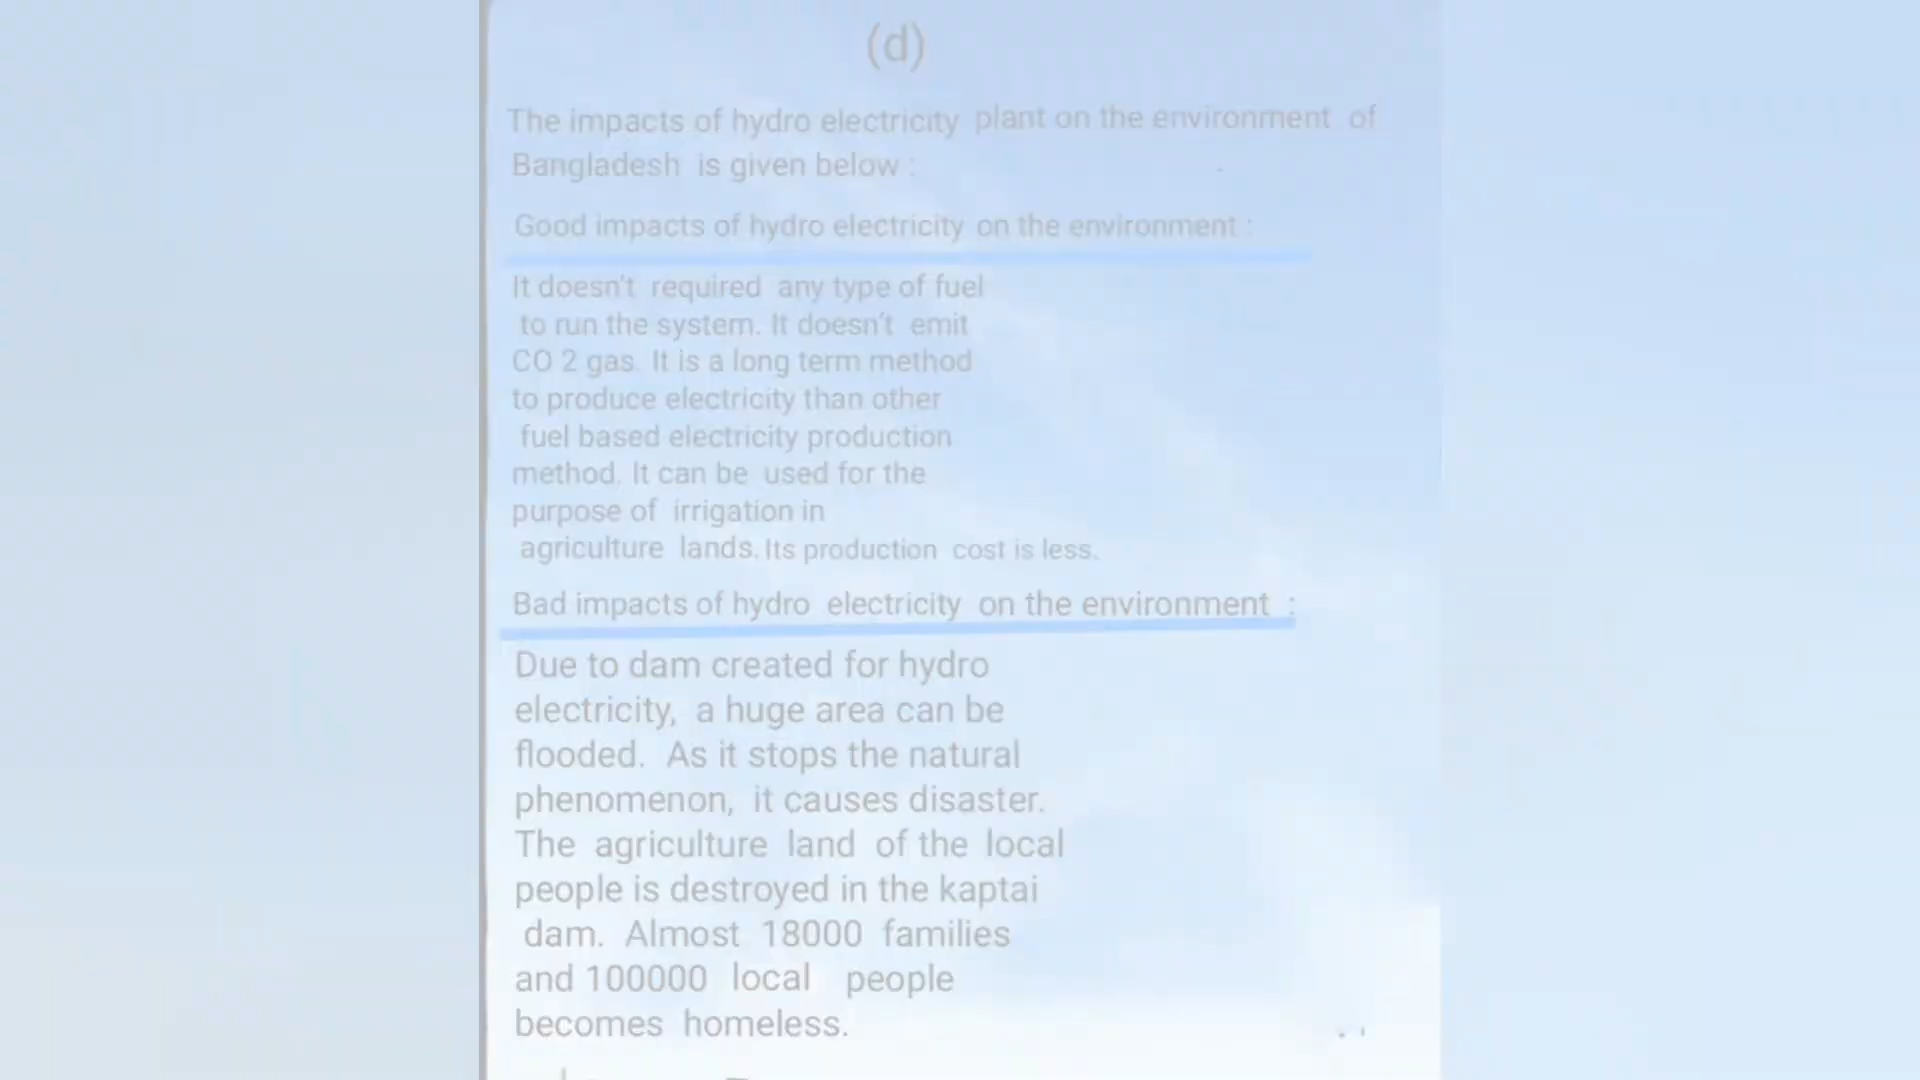 (d)
The impacts of hydro electricity plant on the environment of
Bangladesh is given below :
Good impacts of hydro electricity on the environment :
It doesn't required any type of fuel
to run the system. It doesn't emit
CO 2 gas. It is a long term method
to produce electricity than other
fuel based electricity production
method. It can be used for the
purpose of irrigation in
agriculture lands. Its production cost is less.
Bad impacts of hydro electricity on the environment :
Due to dam created for hydro
electricity, a huge area can be
flooded. As it stops the natural
phenomenon, it causes disaster.
The agriculture land of the local
people is destroyed in the kaptai
dam. Almost 18000 families
and 100000 local people
becomes homeless.